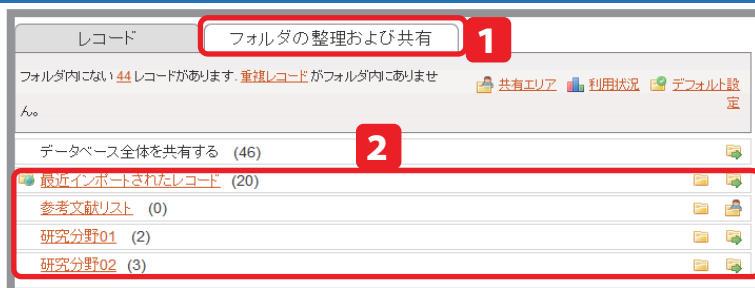 レコード
フォルダの整理および共有
1
フォルダ内にない 44 レコードがあります. 重複レコード がフォルダ内にありませ
ん。
共有エリア 利用状況 デフォルト設
定
データベース全体を共有する (46)
2
最近インポートされたレコード (20)
参考文献リスト (0)
研究分野01 (2)
研究分野02 (3)